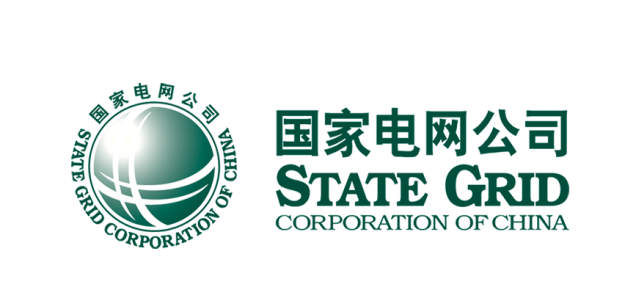 国家电网公司
STATE GRID CORPORATION OF CHINA
国家电网公司
STATE GRID
CORPORATION OF CHINA